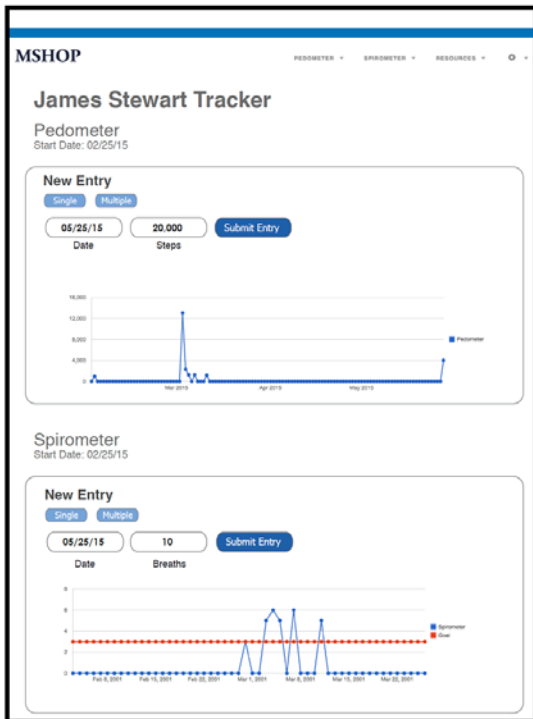 MSHOP
PEDOMETER SPIROMETER RESOURCES
James Stewart Tracker
Pedometer
Start Date: 02/25/15
New Entry
Single Multiple
05/25/15 20,000 Submit Entry
Date Steps
16,000
12,000
8,000
4,000
0
Mar 2015 Apr 2015 May 2015
Pedometer
Spirometer
Start Date: 02/25/15
New Entry
Single Multiple
05/25/15 10 Submit Entry
Date Breaths
8
6
4
2
0
Feb 8, 2001 Feb 15, 2001 Feb 22, 2001 Mar 1, 2001 Mar 8, 2001 Mar 15, 2001 Mar 22, 2001
Spirometer
Goal